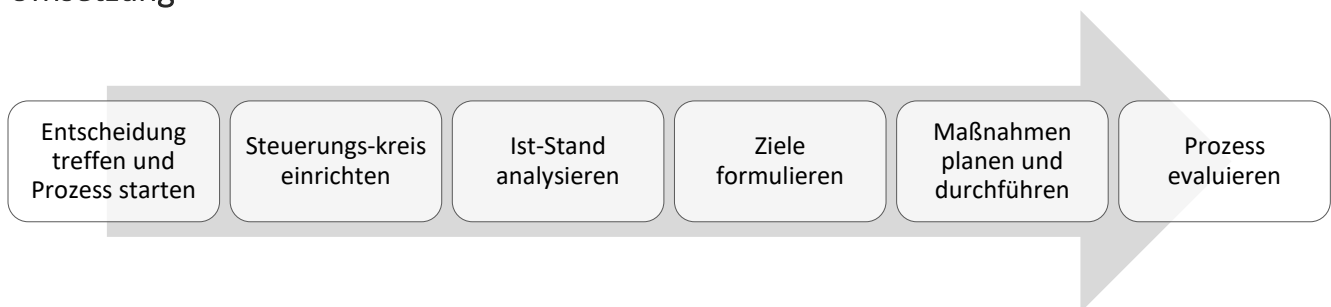 Umsetzung
Entscheidung
treffen und
Prozess starten
Steuerungs-kreis
einrichten
Ist-Stand
analysieren
Ziele
formulieren
Maßnahmen
planen und
durchführen
Prozess
evaluieren